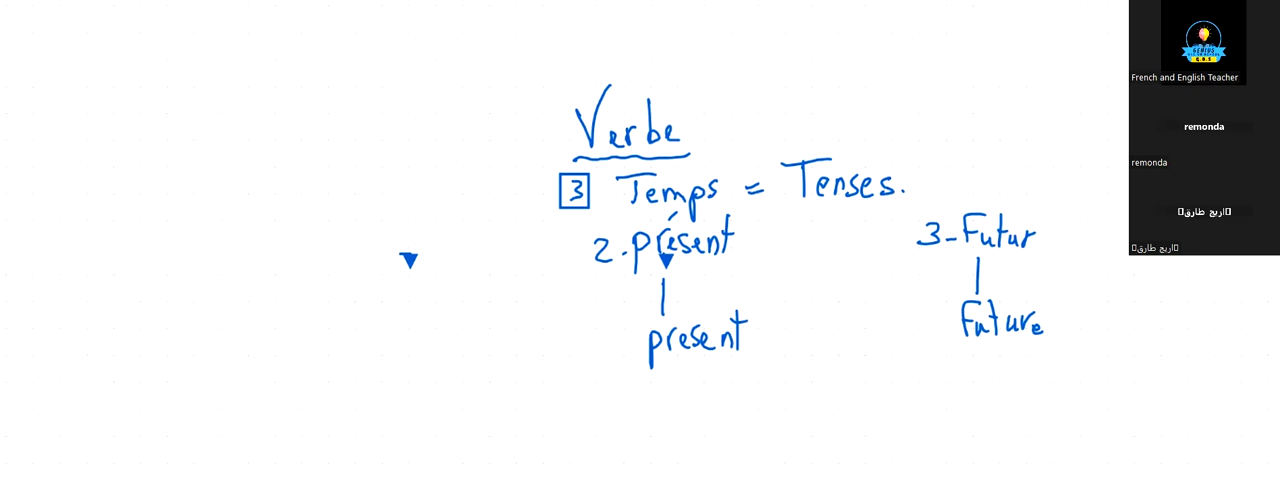 Verbe
3 Temps = Tenses.
2. Présent
3-Futur
present
Future
GENIUS
Q.B.S
French and English Teacher
remonda
remonda
اريج طارق
اريج طارق